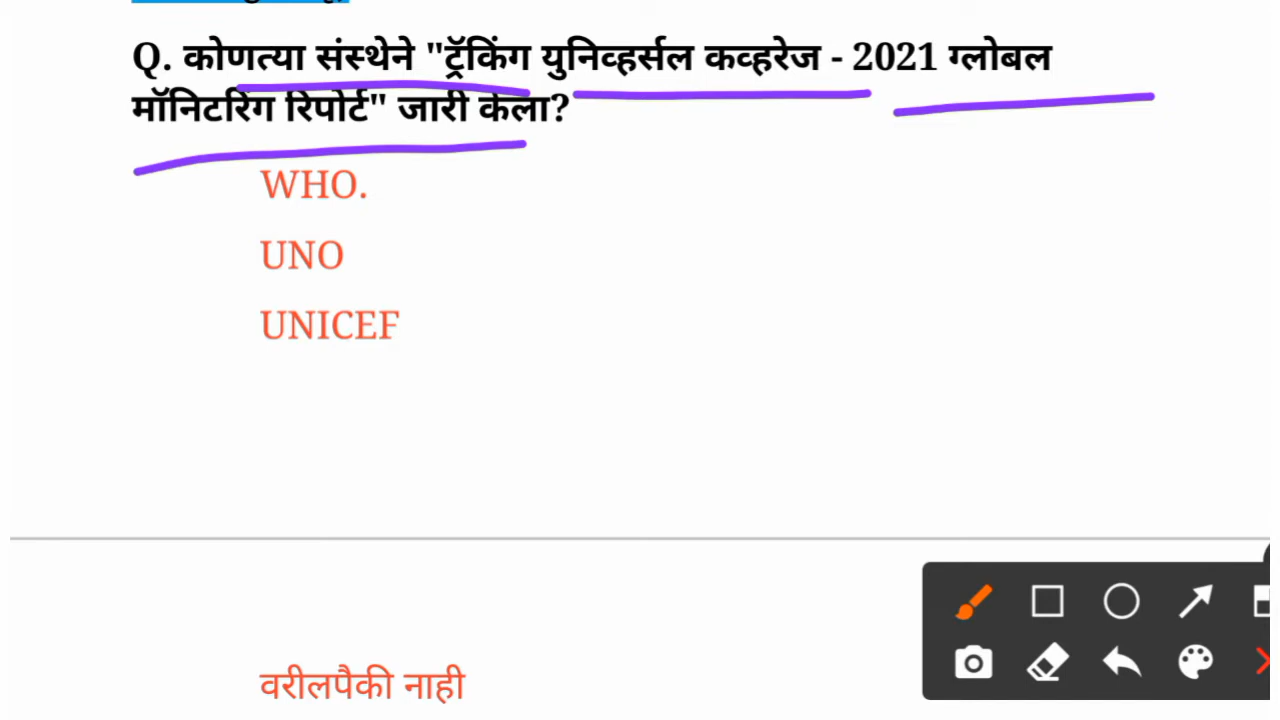 Q. कोणत्या संस्थेने "ट्रॅकिंग युनिव्हर्सल कव्हरेज - 2021 ग्लोबल
मॉनिटरिंग रिपोर्ट" जारी केला?
WHO.
UNO
UNICEF
वरीलपैकी नाही